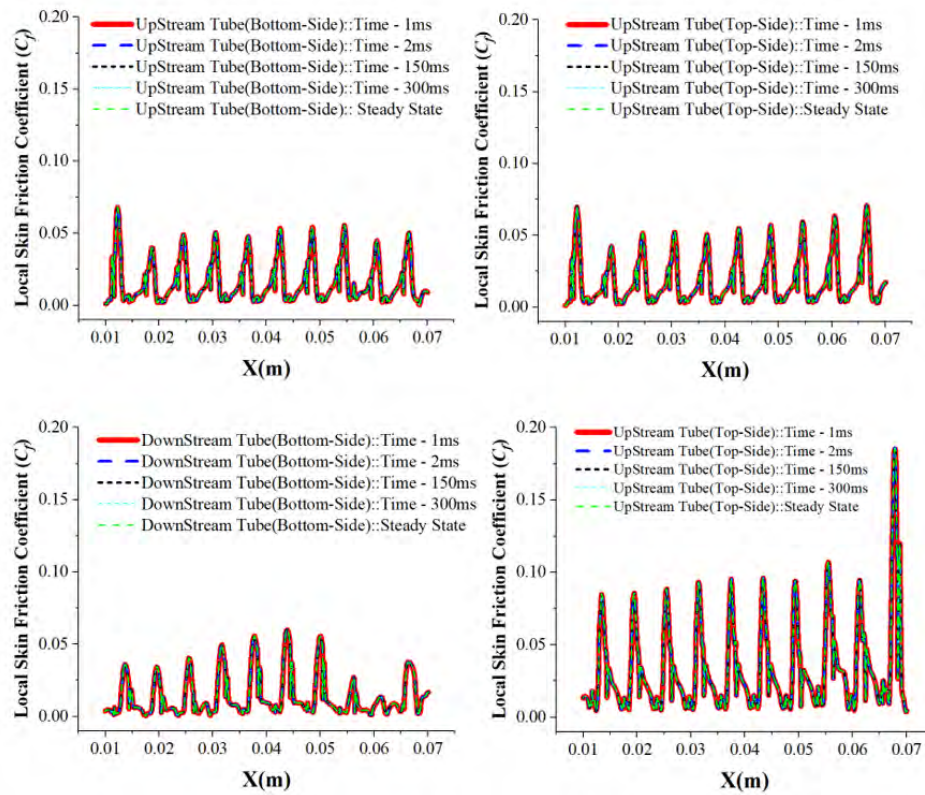 Local Skin Friction Coefficient (Cf)
0.20
0.15
0.10
0.05
0.00
UpStream Tube(Bottom-Side)::Time - 1ms
UpStream Tube(Bottom-Side)::Time - 2ms
UpStream Tube(Bottom-Side)::Time - 150ms
UpStream Tube(Bottom-Side)::Time - 300ms
UpStream Tube(Bottom-Side):: Steady State
0.01 0.02 0.03 0.04 0.05 0.06 0.07
X(m)
Local Skin Friction Coefficient (Cf)
0.20
0.15
0.10
0.05
0.00
UpStream Tube(Top-Side)::Time - 1ms
UpStream Tube(Top-Side)::Time - 2ms
UpStream Tube(Top-Side)::Time - 150ms
UpStream Tube(Top-Side)::Time - 300ms
UpStream Tube(Top-Side)::Steady State
0.01 0.02 0.03 0.04 0.05 0.06 0.07
X(m)
Local Skin Friction Coefficient (Cf)
0.20
0.15
0.10
0.05
0.00
DownStream Tube(Bottom-Side)::Time - 1ms
DownStream Tube(Bottom-Side)::Time - 2ms
DownStream Tube(Bottom-Side)::Time - 150ms
DownStream Tube(Bottom-Side)::Time - 300ms
DownStream Tube(Bottom-Side)::Steady State
0.01 0.02 0.03 0.04 0.05 0.06 0.07
X(m)
Local Skin Friction Coefficient (Cf)
0.20
0.15
0.10
0.05
0.00
UpStream Tube(Top-Side)::Time - 1ms
UpStream Tube(Top-Side)::Time - 2ms
UpStream Tube(Top-Side)::Time - 150ms
UpStream Tube(Top-Side)::Time - 300ms
UpStream Tube(Top-Side)::Steady State
0.01 0.02 0.03 0.04 0.05 0.06 0.07
X(m)